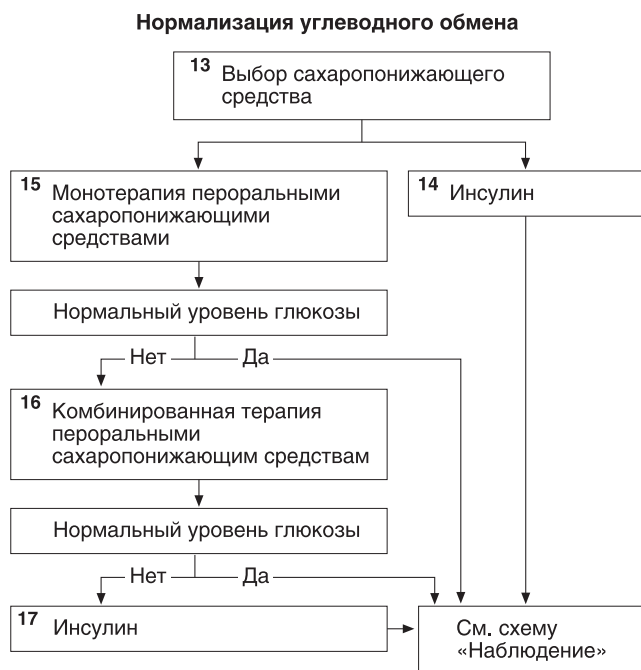 Нормализация углеводного обмена
13 Выбор сахаропонижающего
средства
15 Монотерапия пероральными
сахаропонижающими
средствами
14 Инсулин
Нормальный уровень глюкозы
Нет Да
16 Комбинированная терапия
пероральными
сахаропонижающим средствам
Нормальный уровень глюкозы
Нет Да
17 Инсулин
См. схему
«Наблюдение»